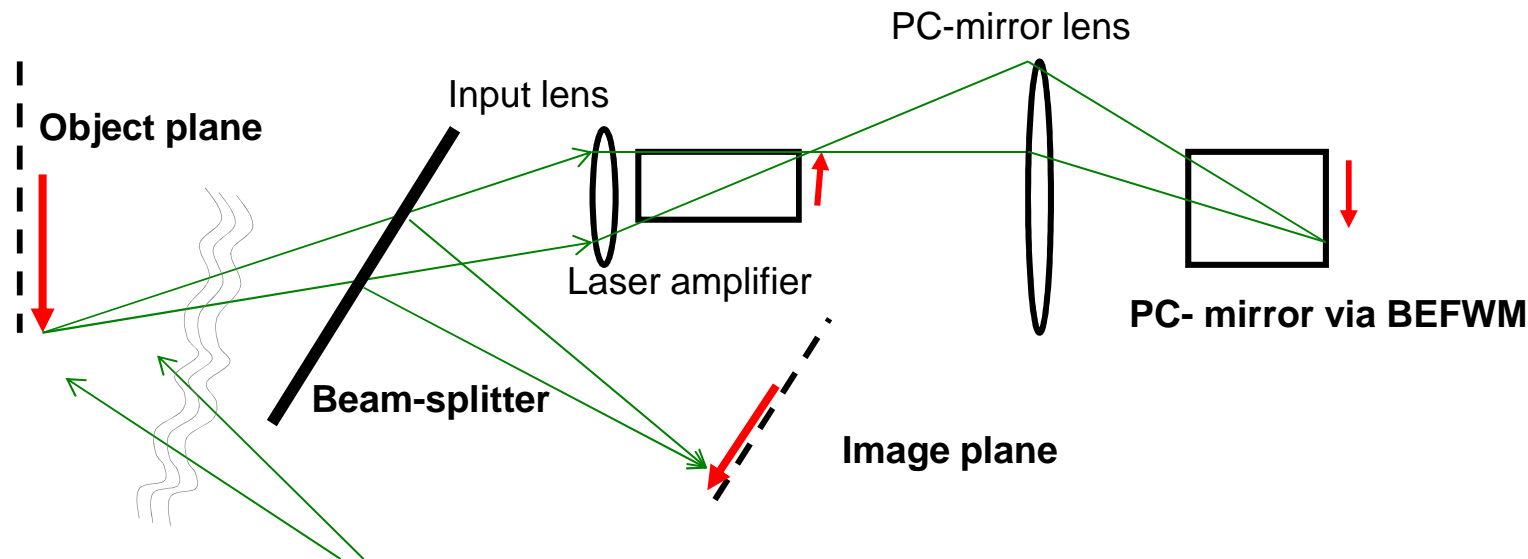 PC-mirror lens
Input lens
Object plane
Laser amplifier
PC- mirror via BEFWM
Beam-splitter
Image plane